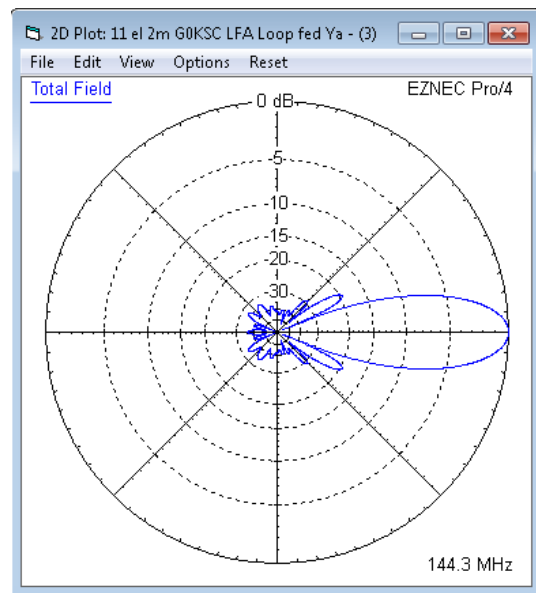 2D Plot: 11 el 2m G0KSC LFA Loop fed Ya - (3)
File Edit View Options Reset
Total Field
EZNEC Pro/4
0 dB
-5
-10
-15
-20
-30
144.3 MHz